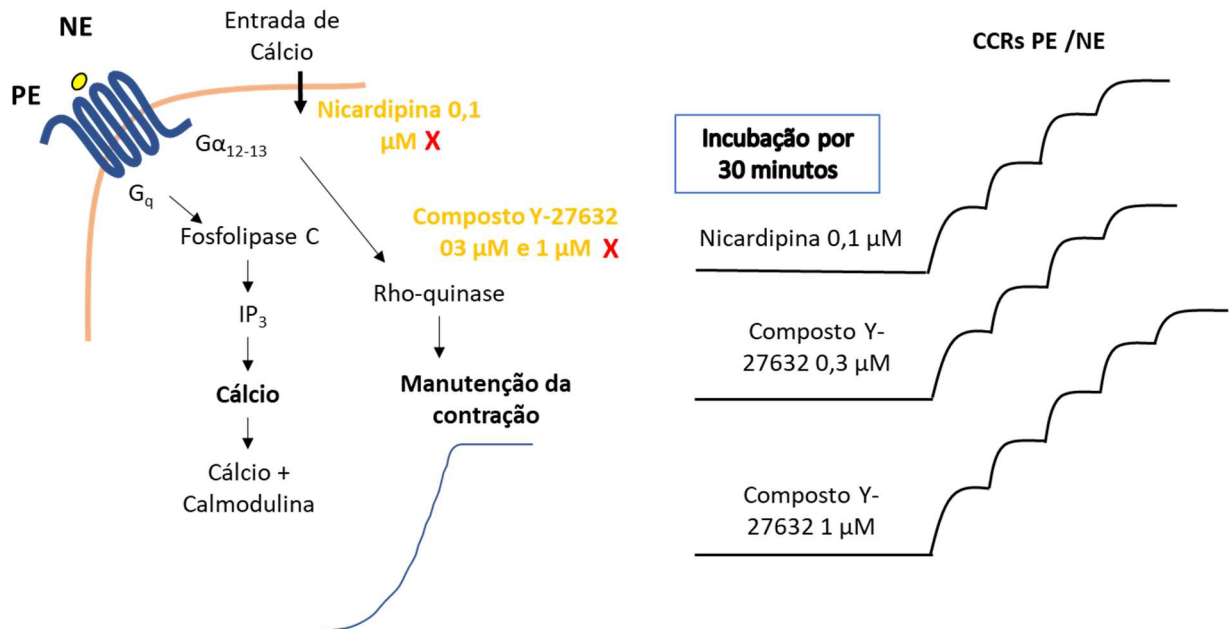 NE
PE
Entrada de
Cálcio
Nicardipina 0,1
µM X
Gα12-13
Gq
Fosfolipase C
IP3
Cálcio
Cálcio +
Calmodulina
Composto Y-27632
03 µM e 1 µM X
Rho-quinase
Manutenção da
contração
CCRs PE /NE
Incubação por
30 minutos
Nicardipina 0,1 µM
Composto Y-
27632 0,3 µM
Composto Y-
27632 1 µM